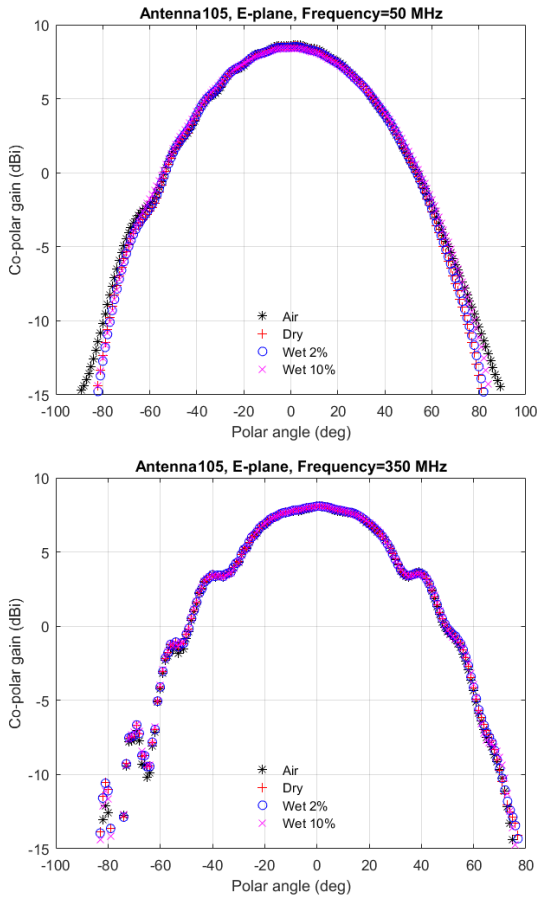 Antenna105, E-plane, Frequency=50 MHz
10
5
0
-5
-10
-15
Co-polar gain (dBi)
Air
Dry
Wet 2%
Wet 10%
-100 -80 -60 -40 -20 0 20 40 60 80 100
Polar angle (deg)
Antenna105, E-plane, Frequency=350 MHz
10
5
0
-5
-10
-15
Co-polar gain (dBi)
Air
Dry
Wet 2%
Wet 10%
-100 -80 -60 -40 -20 0 20 40 60 80
Polar angle (deg)